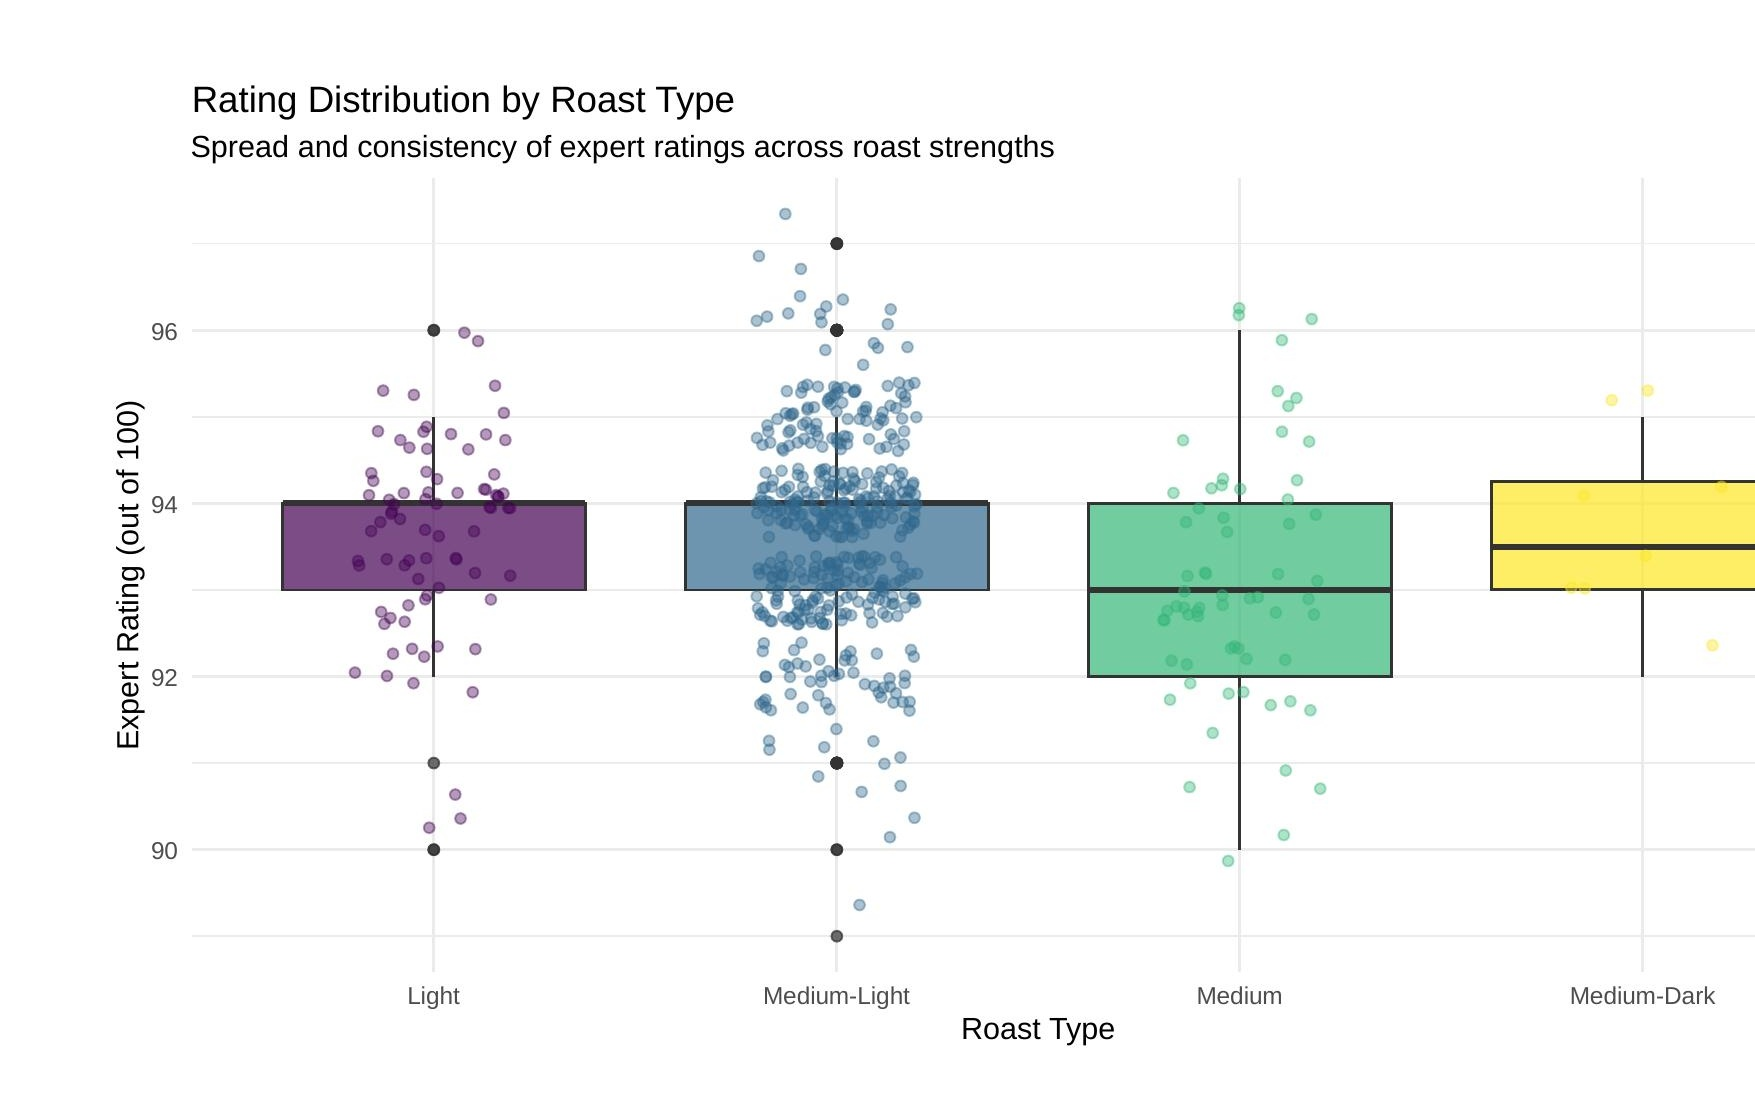 Rating Distribution by Roast Type
Spread and consistency of expert ratings across roast strengths
Expert Rating (out of 100)
96
94
92
90
Light Medium-Light Medium Medium-Dark
Roast Type